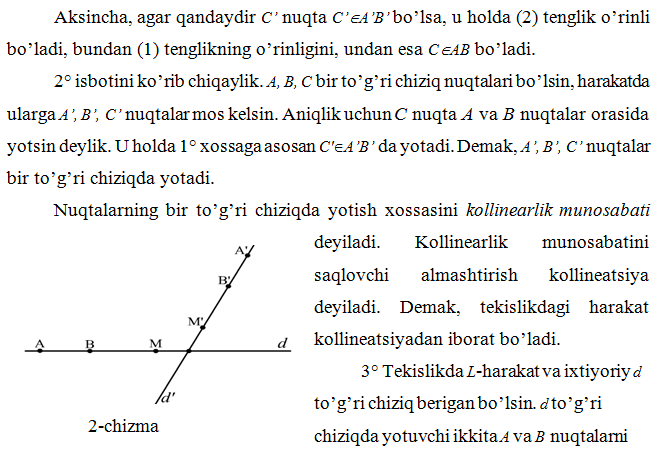 Aksincha, agar qandaydir C' nuqta C'∈A'B' bo’lsa, u holda (2) tenglik o’rinli
bo’ladi, bundan (1) tenglikning o’rinligini, undan esa C∈AB bo’ladi.
2° isbotini ko’rib chiqaylik. A, B, C bir to’g’ri chiziq nuqtalari bo’lsin, harakatda
ularga A', B', C' nuqtalar mos kelsin. Aniqlik uchun C nuqta A va B nuqtalar orasida
yotsin deylik. U holda 1° xossaga asosan C'∈A'B' da yotadi. Demak, A', B', C' nuqtalar
bir to’g’ri chiziqda yotadi.
Nuqtalarning bir to’g’ri chiziqda yotish xossasini kollinearlik munosabati
deyiladi. Kollinearlik munosabatini
saqlovchi almashtirish kollineatsiya
deyiladi. Demak, tekislikdagi harakat
kollineatsiyadan iborat bo’ladi.
3° Tekislikda L-harakat va ixtiyoriy d
to’g’ri chiziq berigan bo’lsin. d to’g’ri
chiziqda yotuvchi ikkita A va B nuqtalarni
A'
B'
M'
A B M d
d'
2-chizma